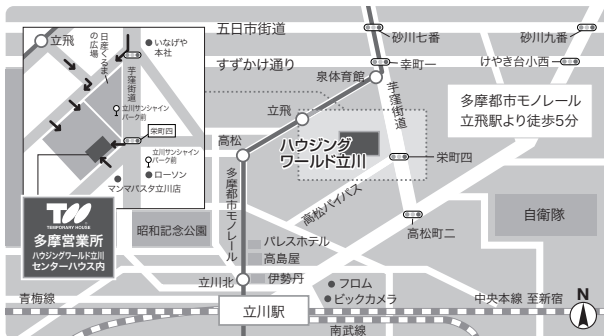 五日市街道
砂川七番
砂川九番
すずかけ通り
幸町一
けやき台小西
泉体育館
芋窪街道
多摩都市モノレール
立飛駅より徒歩5分
立飛
ハウジング
ワールド立川
高松
栄町四
多摩都市モノレール
高松バイパス
高松町二
自衛隊
昭和記念公園
パレスホテル
高島屋
伊勢丹
立川北
フロム
ビックカメラ
青梅線
立川駅
中央本線 至新宿
南武線
N
立飛
日産くるまの広場
いなげや
本社
芋窪街道
立川サンシャイン
パーク前
栄町四
立川サンシャイン
パーク前
ローソン
マンマパスタ立川店
TEMPORARY HOUSE
多摩営業所
ハウジングワールド立川
センターハウス内